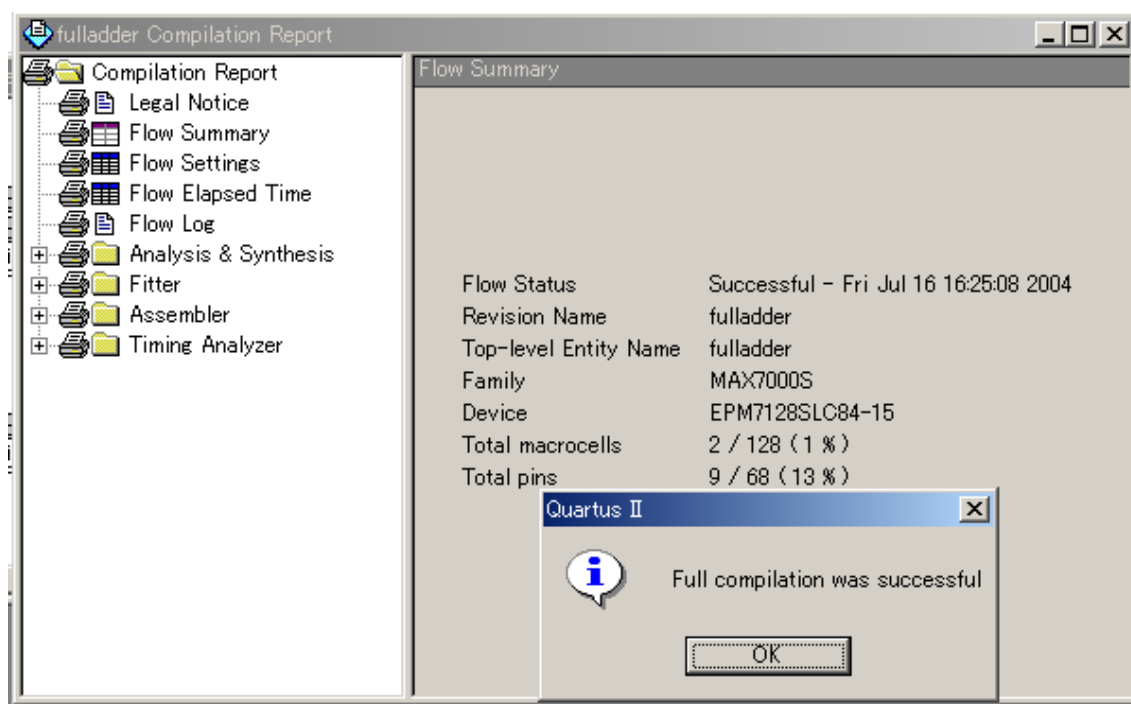 fulladder Compilation Report
Compilation Report
Legal Notice
Flow Summary
Flow Settings
Flow Elapsed Time
Flow Log
Analysis & Synthesis
Fitter
Assembler
Timing Analyzer
Flow Summary
Flow Status Successful - Fri Jul 16 16:25:08 2004
Revision Name fulladder
Top-level Entity Name fulladder
Family MAX7000S
Device EPM7128SLC84-15
Total macrocells 2 / 128 ( 1 % )
Total pins 9 / 68 ( 13 % )
Quartus II
Full compilation was successful
OK